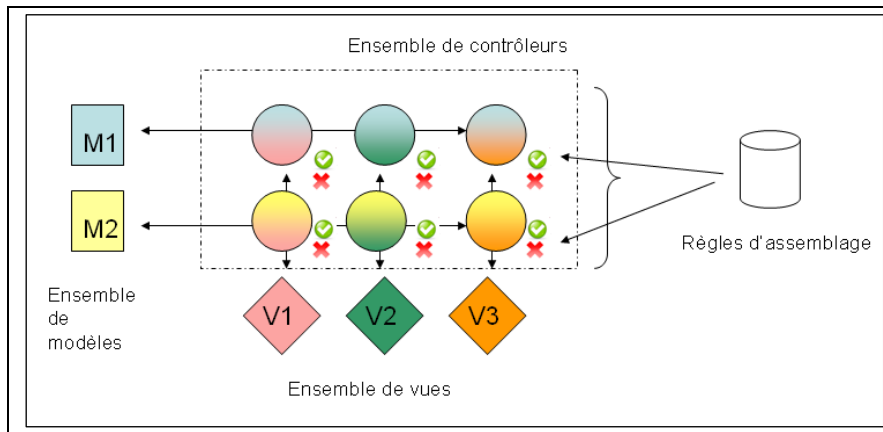 Ensemble de contrôleurs
M1
M2
Règles d'assemblage
Ensemble
de
modèles
V1
V2
V3
Ensemble de vues